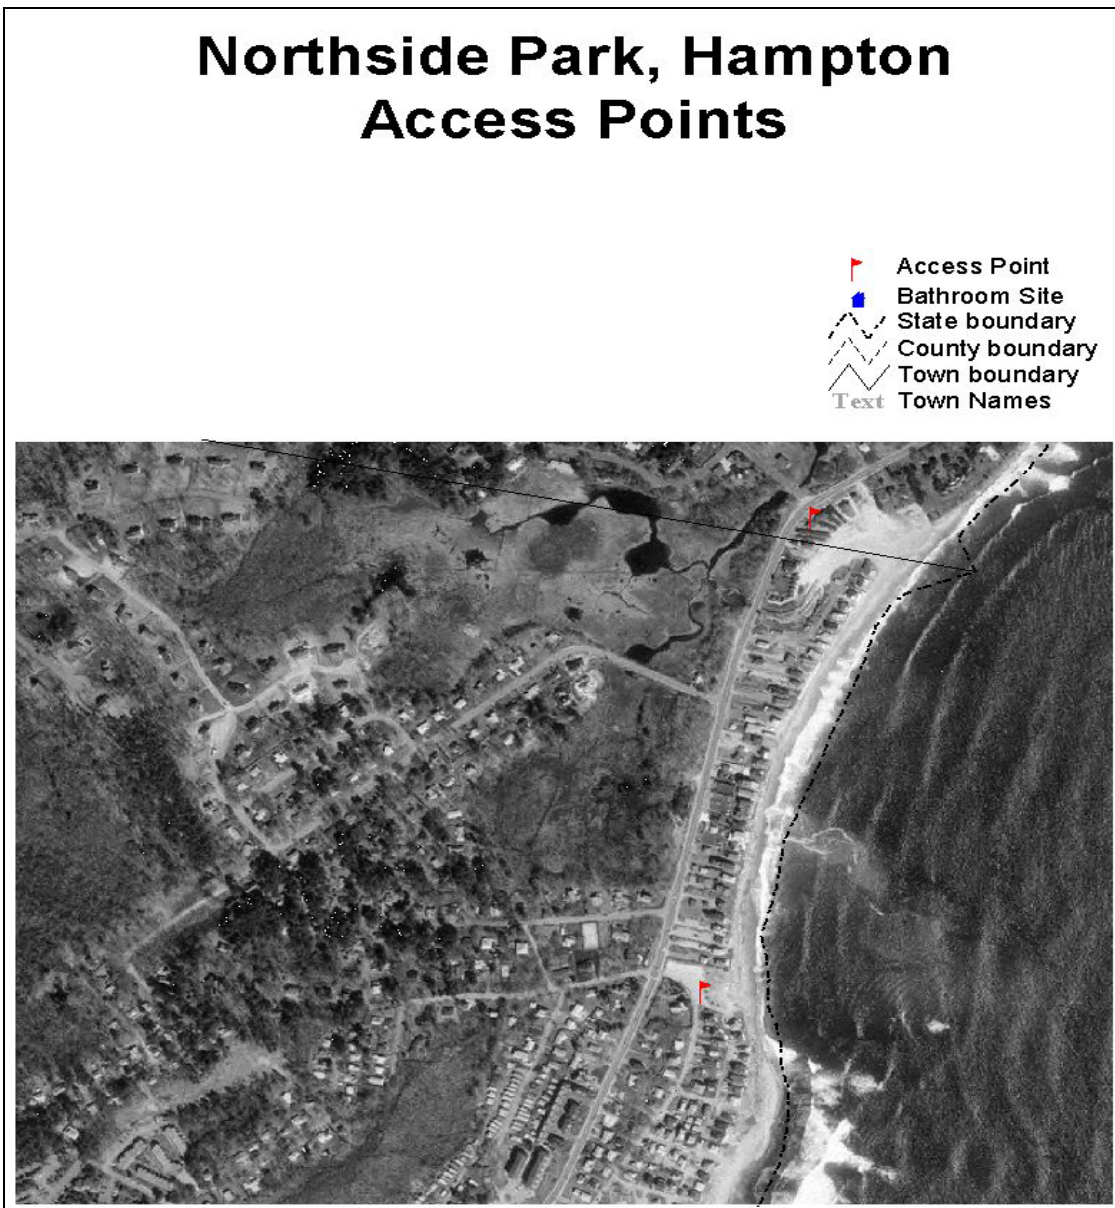 Northside Park, Hampton
Access Points
Access Point
Bathroom Site
State boundary
County boundary
Town boundary
Text Town Names